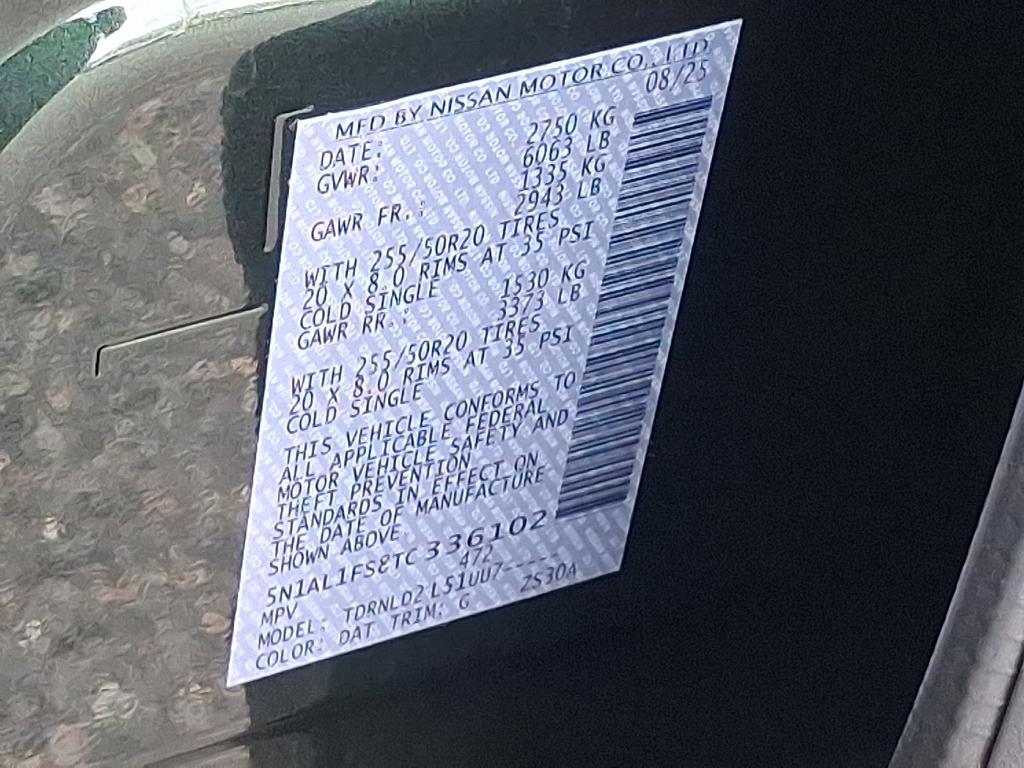 MFD BY NISSAN MOTOR CO., LTD
DATE: 08/25
GVWR: 2750 KG
6063 LB
GAWR FR.: 1335 KG
2943 LB
WITH 255/50R20 TIRES
20 X 8.0 RIMS AT 35 PSI
COLD SINGLE
GAWR RR.: 1530 KG
3373 LB
WITH 255/50R20 TIRES
20 X 8.0 RIMS AT 35 PSI
COLD SINGLE
THIS VEHICLE CONFORMS TO
ALL APPLICABLE FEDERAL
MOTOR VEHICLE SAFETY AND
THEFT PREVENTION
STANDARDS IN EFFECT ON
THE DATE OF MANUFACTURE
SHOWN ABOVE.
5N1AL1FS8TC336102
MPV 472
MODEL: TDRNLD2L51UU7-----
COLOR: DAT TRIM: G ZS30A